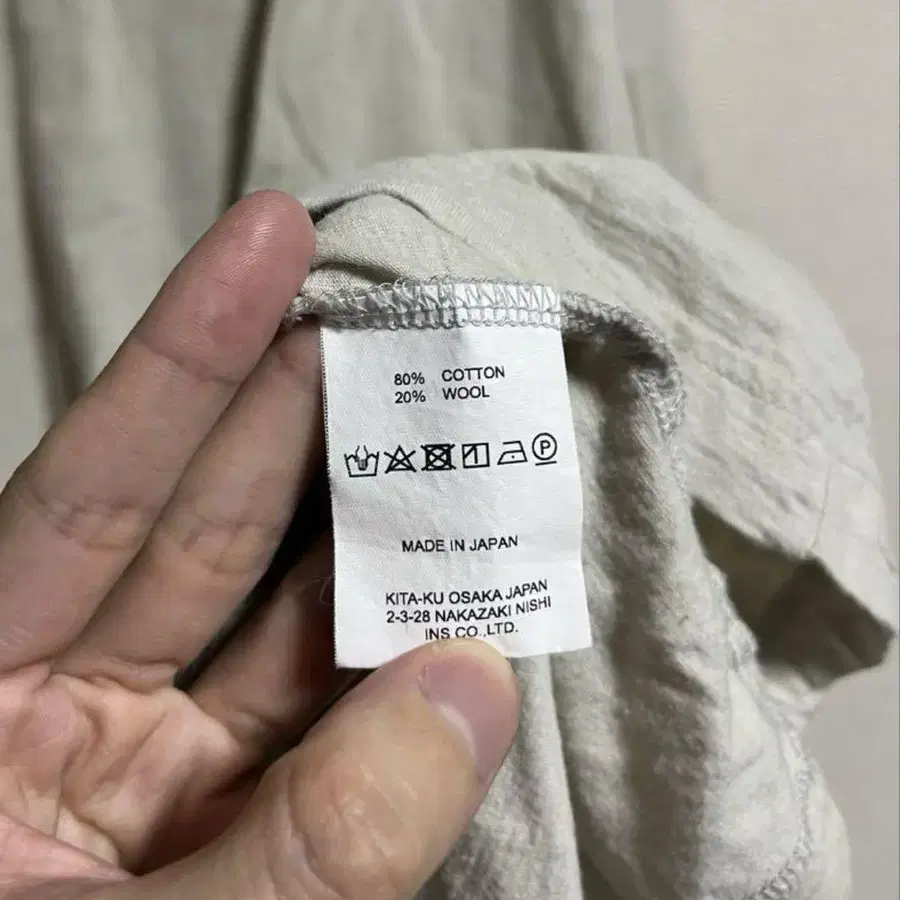 80% COTTON
20% WOOL
P
MADE IN JAPAN
KITA-KU OSAKA JAPAN
2-3-28 NAKAZAKI NISHI
INS CO.,LTD.